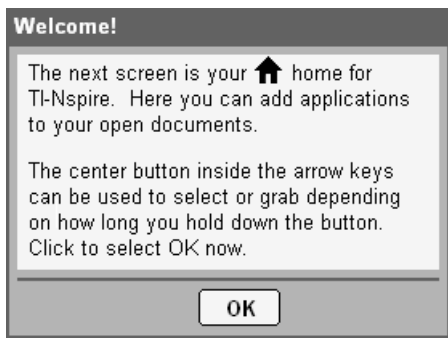 Welcome!
The next screen is your home for
TI-Nspire. Here you can add applications
to your open documents.
The center button inside the arrow keys
can be used to select or grab depending
on how long you hold down the button.
Click to select OK now.
OK